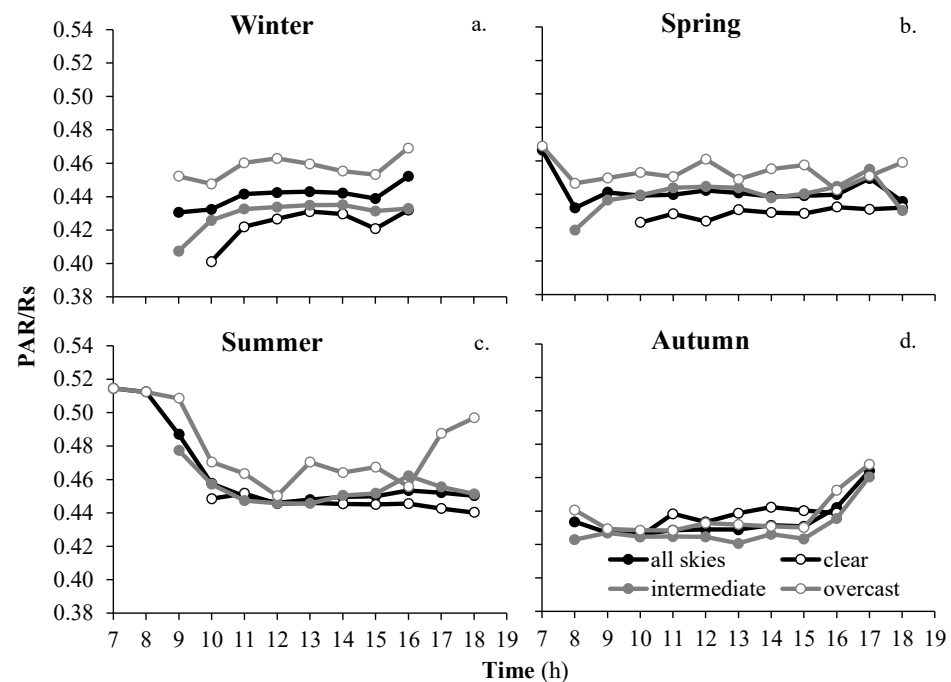 Winter a.
Spring b.
0.54
0.52
0.50
0.48
0.46
0.44
0.42
0.40
0.38
PAR/Rs
Summer c.
Autumn d.
0.54
0.52
0.50
0.48
0.46
0.44
0.42
0.40
0.38
all skies clear
intermediate overcast
7 8 9 10 11 12 13 14 15 16 17 18 19
7 8 9 10 11 12 13 14 15 16 17 18 19
Time (h)